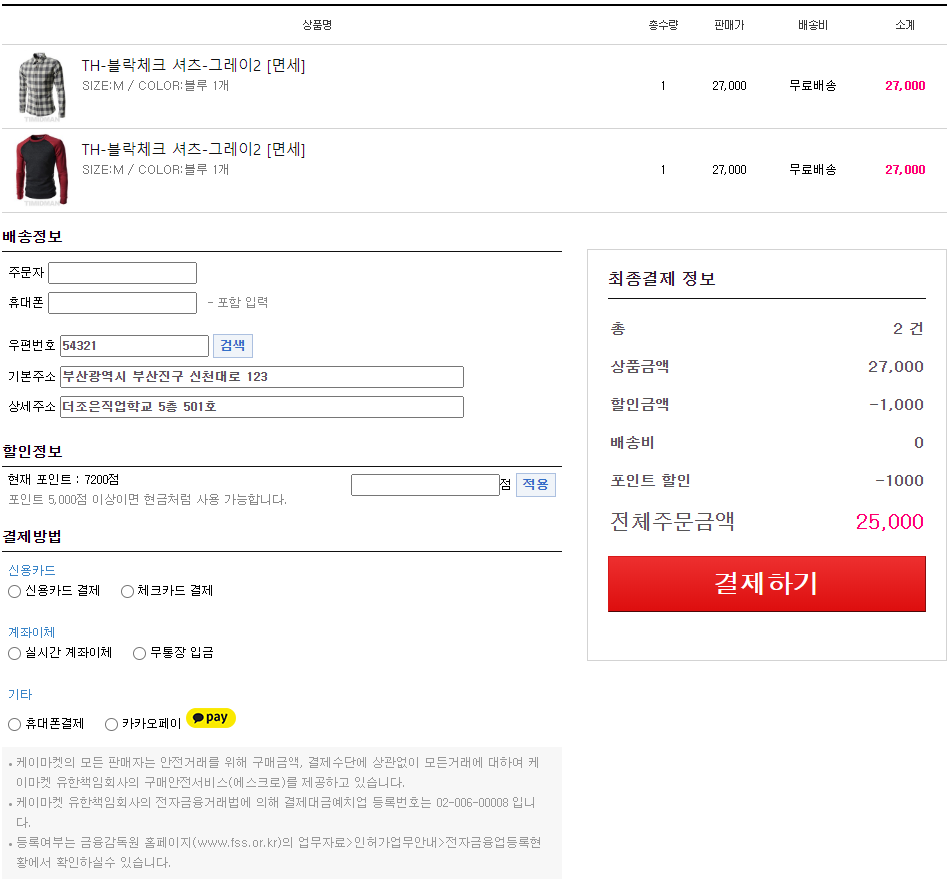 상품명 총수량 판매가 배송비 소계
TH-블락체크 셔츠-그레이2 [면세]
SIZE:M / COLOR:블루 1개
1 27,000 무료배송 27,000
TH-블락체크 셔츠-그레이2 [면세]
SIZE:M / COLOR:블루 1개
1 27,000 무료배송 27,000
배송정보
주문자
휴대폰 - 포함 입력
우편번호 54321 검색
기본주소 부산광역시 부산진구 신천대로 123
상세주소 더조은직업학교 5층 501호
할인정보
현재 포인트 : 7200점
포인트 5,000점 이상이면 현금처럼 사용 가능합니다.
점 적용
결제방법
신용카드
신용카드 결제 체크카드 결제
계좌이체
실시간 계좌이체 무통장 입금
기타
휴대폰결제 카카오페이 pay
• 케이마켓의 모든 판매자는 안전거래를 위해 구매금액, 결제수단에 상관없이 모든거래에 대하여 케
이마켓 유한책임회사의 구매안전서비스(에스크로)를 제공하고 있습니다.
• 케이마켓 유한책임회사의 전자금융거래법에 의해 결제대금예치업 등록번호는 02-006-00008 입니
다.
• 등록여부는 금융감독원 홈페이지(www.fss.or.kr)의 업무자료>인허가업무안내>전자금융업등록현
황에서 확인하실수 있습니다.
최종결제 정보
총 2 건
상품금액 27,000
할인금액 -1,000
배송비 0
포인트 할인 -1000
전체주문금액 25,000
결제하기